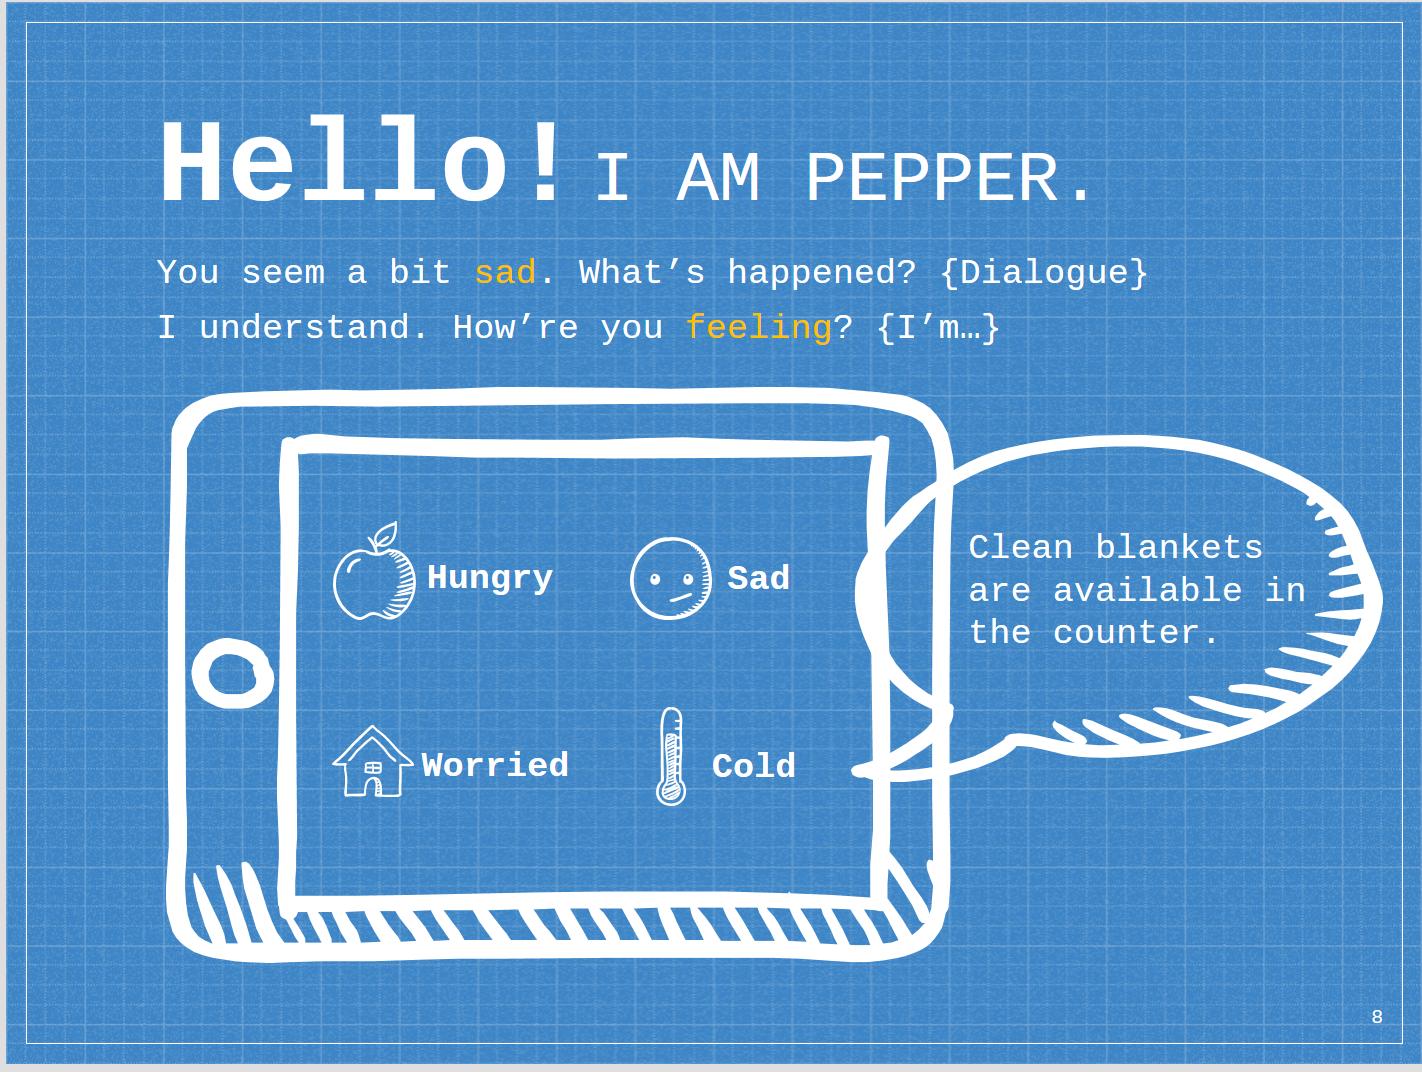 Hello! I AM PEPPER.
You seem a bit sad. What’s happened? {Dialogue}
I understand. How’re you feeling? {I’m…}
Hungry
Sad
Clean blankets
are available in
the counter.
Worried
Cold
8